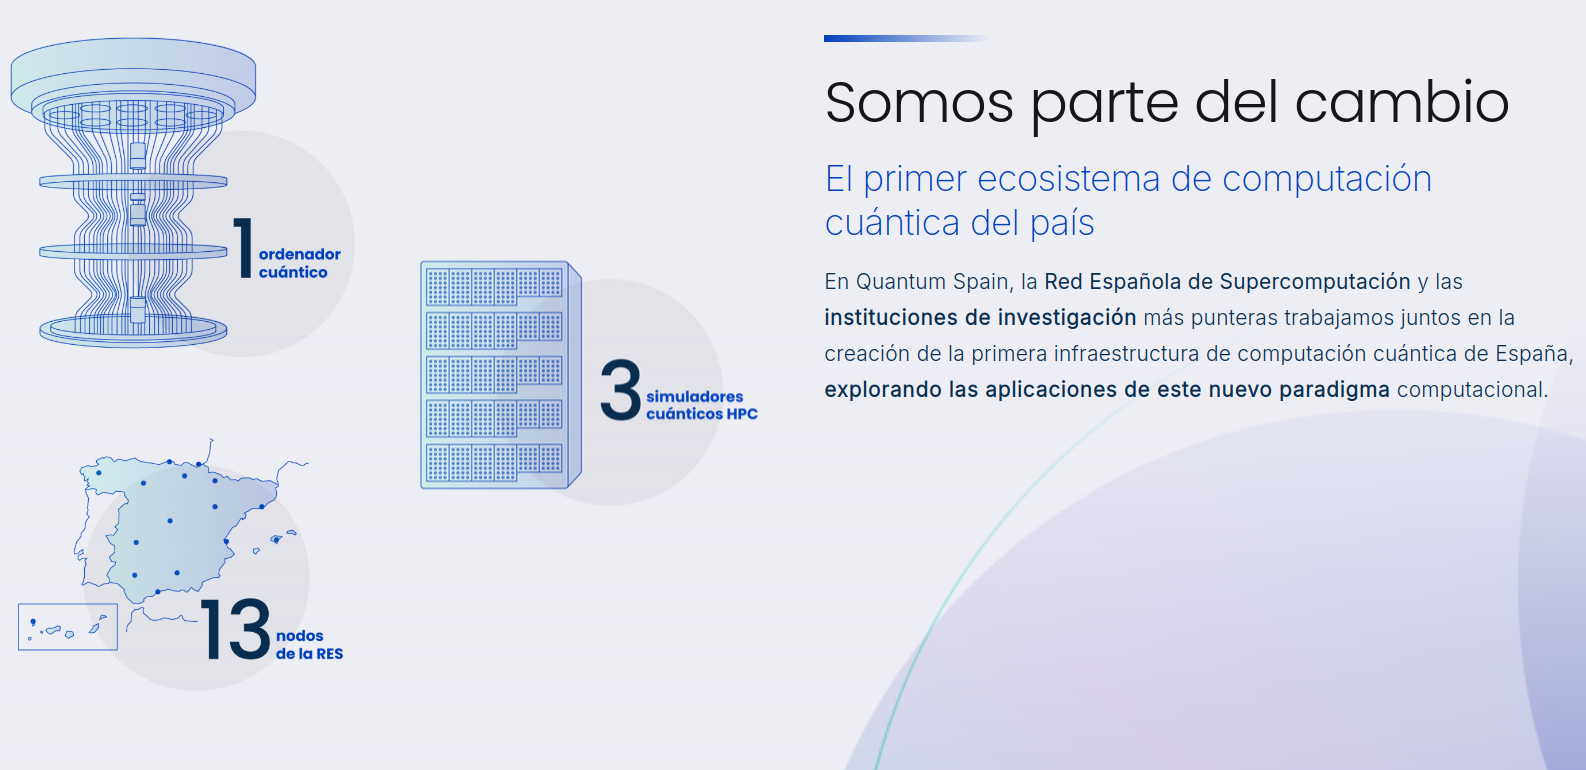 1 ordenador
cuántico
3 simuladores
cuánticos HPC
13 nodos
de la RES
Somos parte del cambio
El primer ecosistema de computación
cuántica del país
En Quantum Spain, la Red Española de Supercomputación y las
instituciones de investigación más punteras trabajamos juntos en la
creación de la primera infraestructura de computación cuántica de España,
explorando las aplicaciones de este nuevo paradigma computacional.